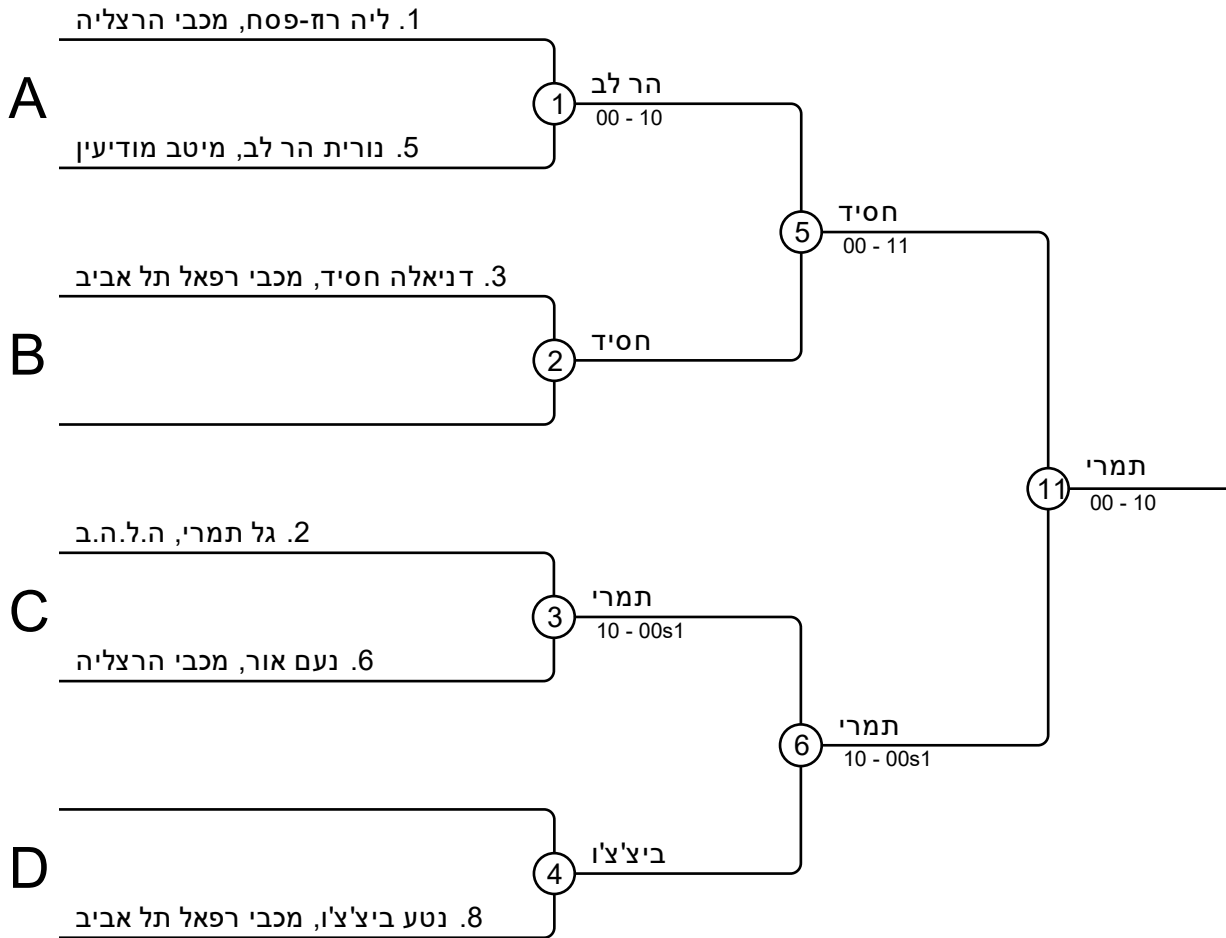 1. ליה רוז-פסח, מכבי הרצליה
A
1
הר לב
00 - 10
5. נורית הר לב, מיטב מודיעין
5
חסיד
00 - 11
3. דניאלה חסיד, מכבי רפאל תל אביב
B
2
חסיד
11
תמרי
00 - 10
2. גל תמרי, ה.ל.ה.ב
C
3
תמרי
10 - 00s1
6. נעם אור, מכבי הרצליה
6
תמרי
10 - 00s1
D
4
ביצ'צ'ו
8. נטע ביצ'צ'ו, מכבי רפאל תל אביב